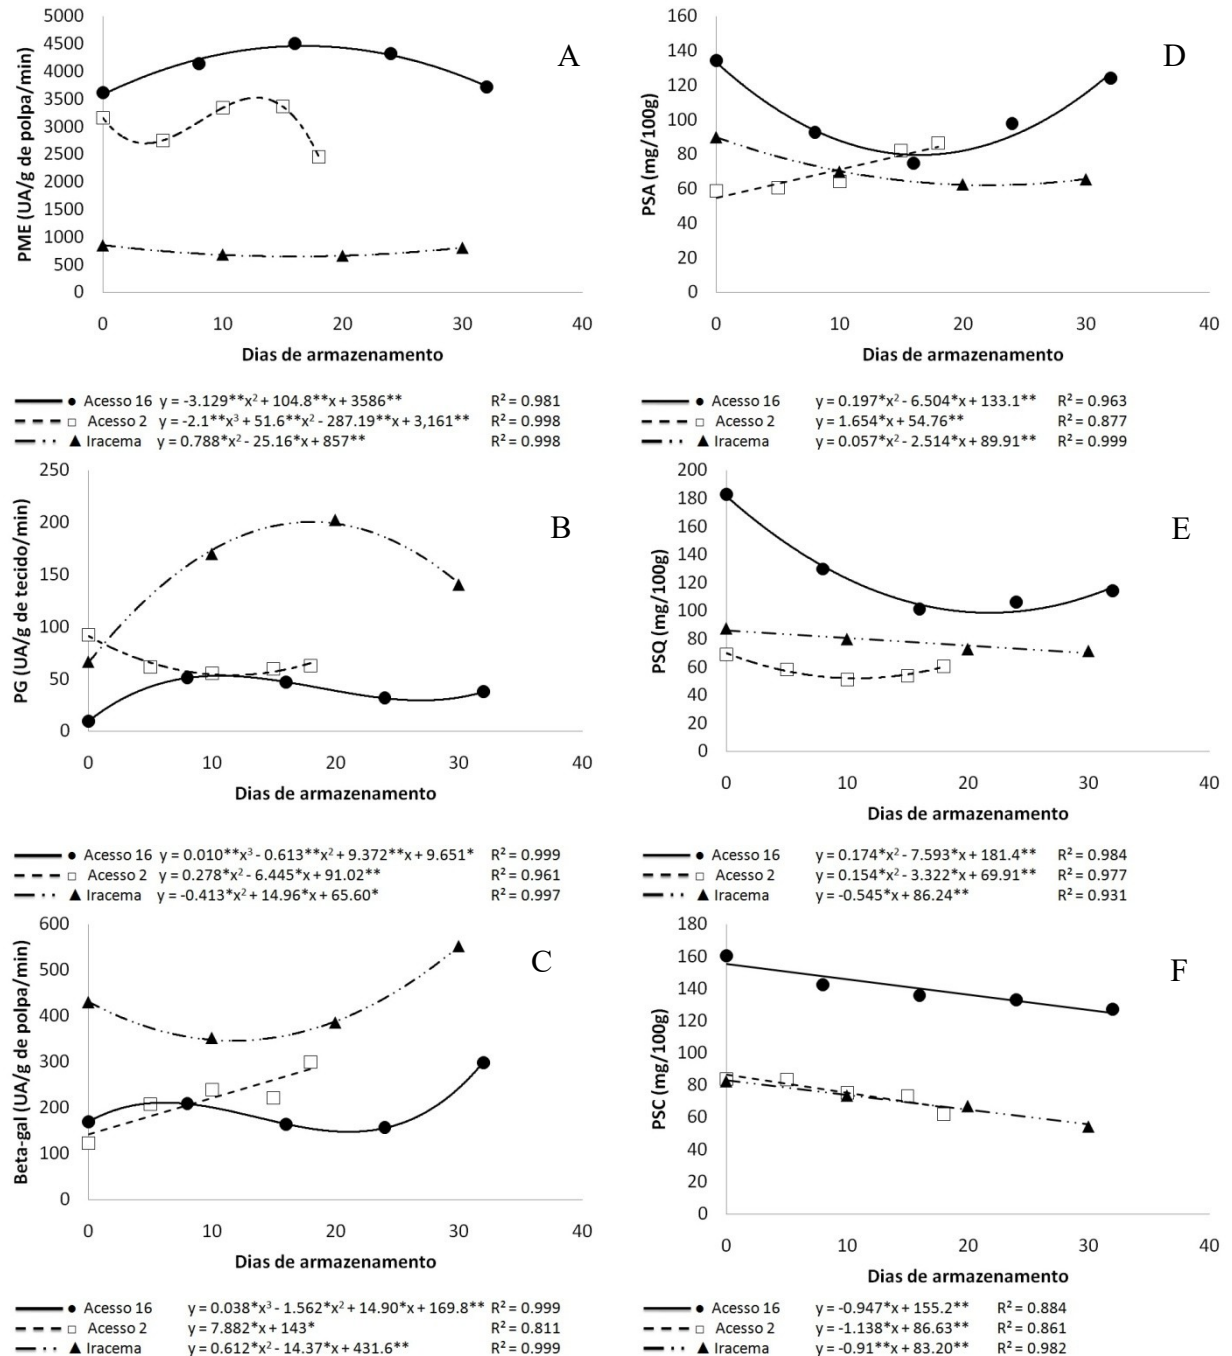 A
PME (UA/g de polpa/min)
5000
4500
4000
3500
3000
2500
2000
1500
1000
500
0
0 10 20 30 40
Dias de armazenamento
Acesso 16 y = -3.129**x² + 104.8**x + 3586** R² = 0.981
Acesso 2 y = -2.1**x³ + 51.6**x² - 287.19**x + 3,161** R² = 0.998
Iracema y = 0.788*x² - 25.16*x + 857** R² = 0.998
B
PG (UA/g de tecido/min)
250
200
150
100
50
0
0 10 20 30 40
Dias de armazenamento
Acesso 16 y = 0.010**x³ - 0.613**x² + 9.372**x + 9.651* R² = 0.999
Acesso 2 y = 0.278*x² - 6.445*x + 91.02** R² = 0.961
Iracema y = -0.413*x² + 14.96*x + 65.60* R² = 0.997
C
Beta-gal (UA/g de polpa/min)
600
500
400
300
200
100
0
0 10 20 30 40
Dias de armazenamento
Acesso 16 y = 0.038*x³ - 1.562*x² + 14.90*x + 169.8** R² = 0.999
Acesso 2 y = 7.882*x + 143* R² = 0.811
Iracema y = 0.612*x² - 14.37*x + 431.6** R² = 0.999
D
PSA (mg/100g)
160
140
120
100
80
60
40
20
0
0 10 20 30 40
Dias de armazenamento
Acesso 16 y = 0.197*x² - 6.504*x + 133.1** R² = 0.963
Acesso 2 y = 1.654*x + 54.76** R² = 0.877
Iracema y = 0.057*x² - 2.514*x + 89.91** R² = 0.999
E
PSQ (mg/100g)
200
180
160
140
120
100
80
60
40
20
0
0 10 20 30 40
Dias de armazenamento
Acesso 16 y = 0.174*x² - 7.593*x + 181.4** R² = 0.984
Acesso 2 y = 0.154*x² - 3.322*x + 69.91** R² = 0.977
Iracema y = -0.545*x + 86.24** R² = 0.931
F
PSC (mg/100g)
180
160
140
120
100
80
60
40
20
0
0 10 20 30 40
Dias de armazenamento
Acesso 16 y = -0.947*x + 155.2** R² = 0.884
Acesso 2 y = -1.138*x + 86.63** R² = 0.861
Iracema y = -0.91**x + 83.20** R² = 0.982